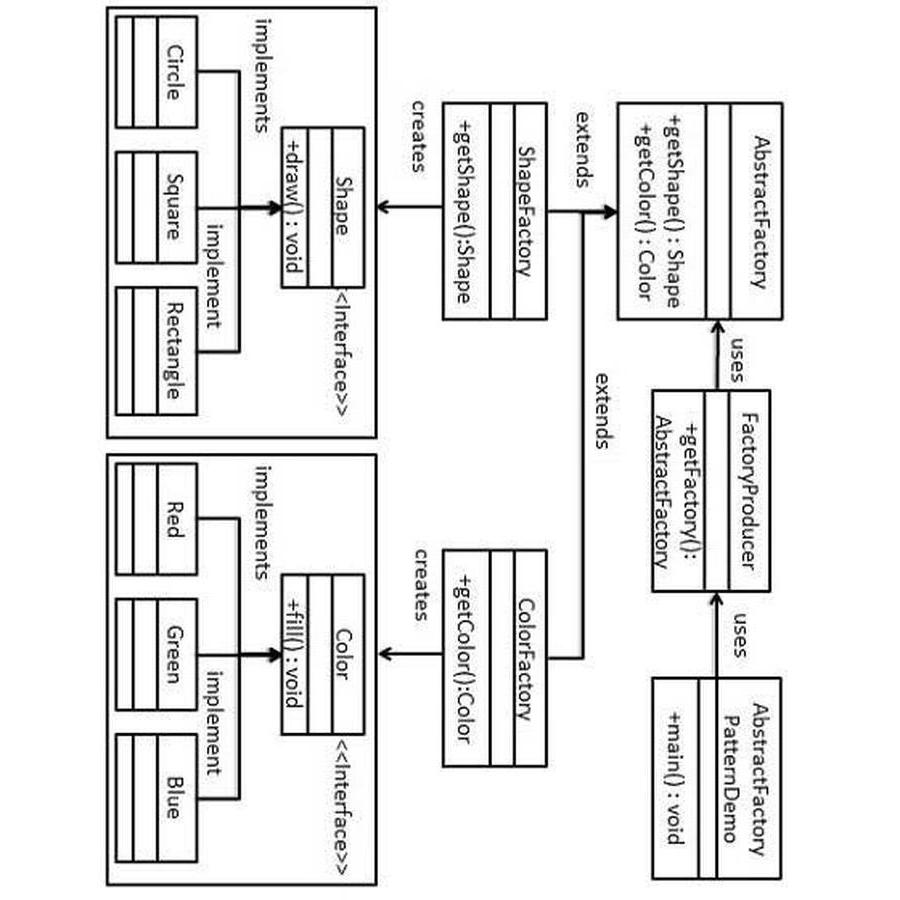 AbstractFactory
+getShape() : Shape
+getColor() : Color
uses
FactoryProducer
+getFactory():
AbstractFactory
uses
AbstractFactory
PatternDemo
+main() : void
extends
extends
ShapeFactory
+getShape():Shape
ColorFactory
+getColor():Color
creates
creates
Shape
+draw() : void
<<Interface>>
implements
implement
Circle
Square
Rectangle
Color
+fill() : void
<<Interface>>
implements
implement
Red
Green
Blue